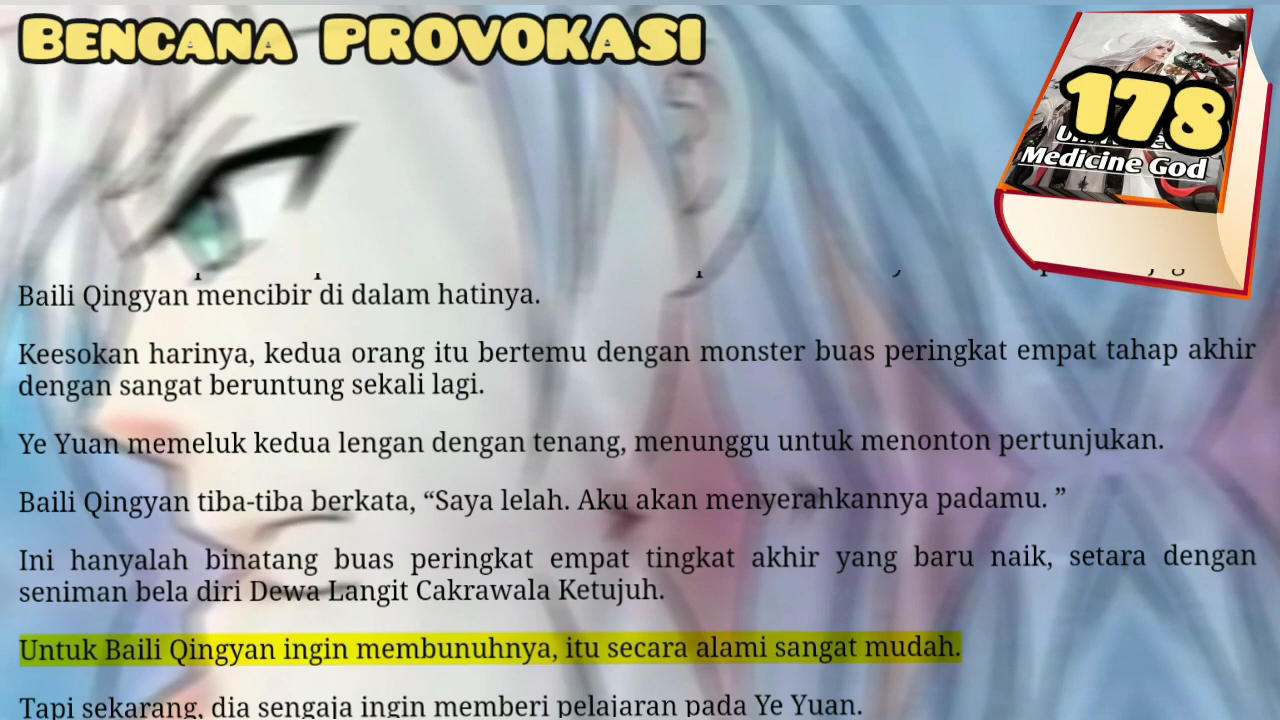 BENCANA PROVOKASI
178
Medicine God
Baili Qingyan mencibir di dalam hatinya.
Keesokan harinya, kedua orang itu bertemu dengan monster buas peringkat empat tahap akhir
dengan sangat beruntung sekali lagi.
Ye Yuan memeluk kedua lengan dengan tenang, menunggu untuk menonton pertunjukan.
Baili Qingyan tiba-tiba berkata, “Saya lelah. Aku akan menyerahkannya padamu. ”
Ini hanyalah binatang buas peringkat empat tingkat akhir yang baru naik, setara dengan
seniman bela diri Dewa Langit Cakrawala Ketujuh.
Untuk Baili Qingyan ingin membunuhnya, itu secara alami sangat mudah.
Tapi sekarang, dia sengaja ingin memberi pelajaran pada Ye Yuan.